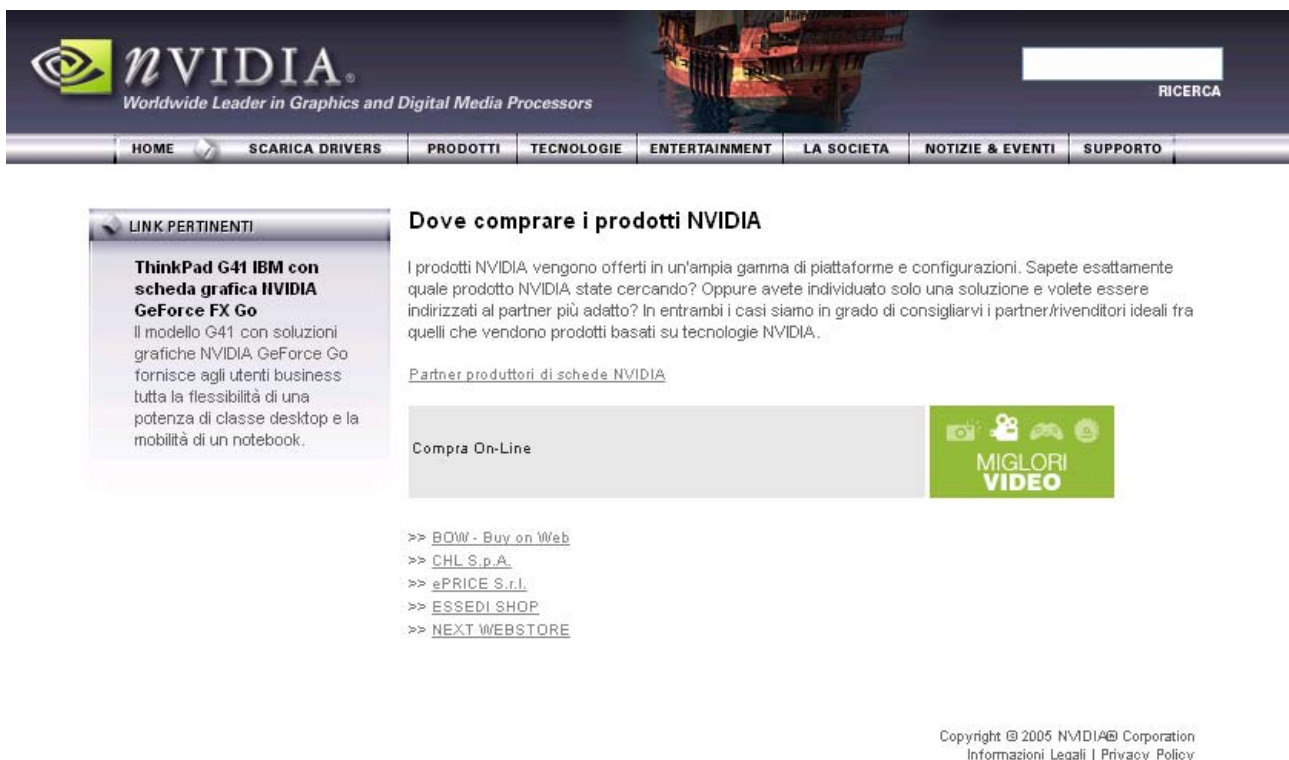 nVIDIA®
Worldwide Leader in Graphics and Digital Media Processors
RICERCA
HOME SCARICA DRIVERS PRODOTTI TECNOLOGIE ENTERTAINMENT LA SOCIETA NOTIZIE & EVENTI SUPPORTO
LINK PERTINENTI
ThinkPad G41 IBM con
scheda grafica NVIDIA
GeForce FX Go
Il modello G41 con soluzioni
grafiche NVIDIA GeForce Go
fornisce agli utenti business
tutta la flessibilità di una
potenza di classe desktop e la
mobilità di un notebook.
Dove comprare i prodotti NVIDIA
I prodotti NVIDIA vengono offerti in un'ampia gamma di piattaforme e configurazioni. Sapete esattamente
quale prodotto NVIDIA state cercando? Oppure avete individuato solo una soluzione e volete essere
indirizzati al partner più adatto? In entrambi i casi siamo in grado di consigliarvi i partner/rivenditori ideali fra
quelli che vendono prodotti basati su tecnologie NVIDIA.
Partner produttori di schede NVIDIA
Compra On-Line
MIGLORI
VIDEO
>> BOW - Buy on Web
>> CHL S.p.A.
>> ePRICE S.r.l.
>> ESSEDI SHOP
>> NEXT WEBSTORE
Copyright © 2005 NVIDIA® Corporation
Informazioni Legali | Privacy Policy